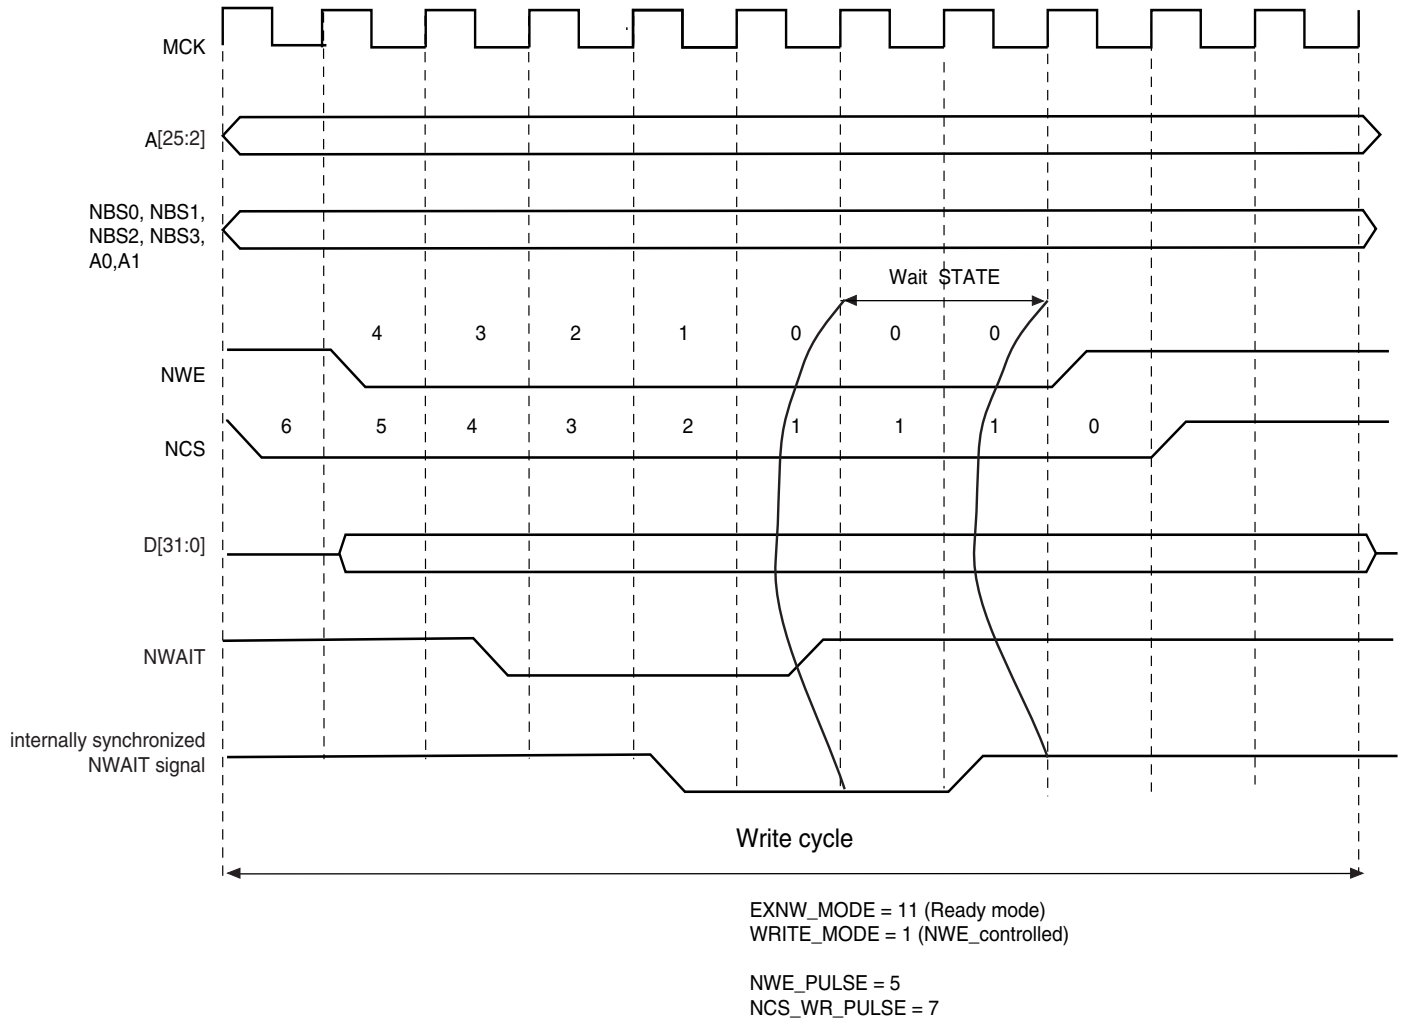 MCK
A[25:2]
NBS0, NBS1,
NBS2, NBS3,
A0,A1
Wait STATE
4 3 2 1 0 0 0
NWE
6 5 4 3 2 1 1 1 0
NCS
D[31:0]
NWAIT
internally synchronized
NWAIT signal
Write cycle
EXNW_MODE = 11 (Ready mode)
WRITE_MODE = 1 (NWE_controlled)
NWE_PULSE = 5
NCS_WR_PULSE = 7